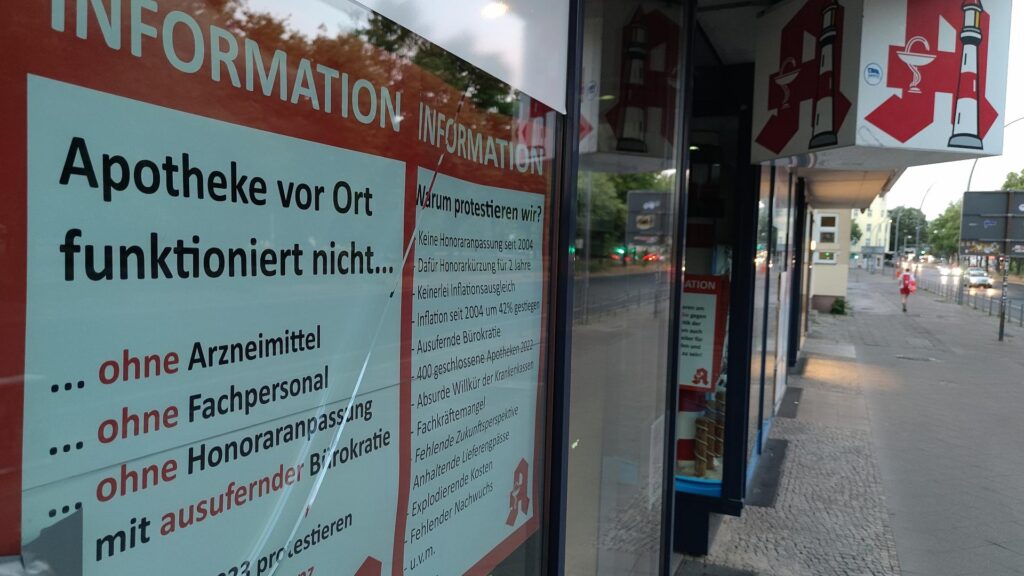 INFORMATION
Apotheke vor Ort
funktioniert nicht...
... ohne Arzneimittel
... ohne Fachpersonal
... ohne Honoraranpassung
mit ausufernder Bürokratie
protestieren
INFORMATION
Warum protestieren wir?
- Keine Honoraranpassung seit 2004
- Dafür Honorarkürzung für 2 Jahre
- Keinerlei Inflationsausgleich
- Inflation seit 2004 um 42% gestiegen
- Ausufernde Bürokratie
- 400 geschlossene Apotheken 2022
- Absurde Willkür der Krankenkassen
- Fachkräftemangel
- Fehlende Zukunftsperspektive
- Anhaltende Lieferengpässe
- Explodierende Kosten
- Fehlender Nachwuchs
- u.v.m.